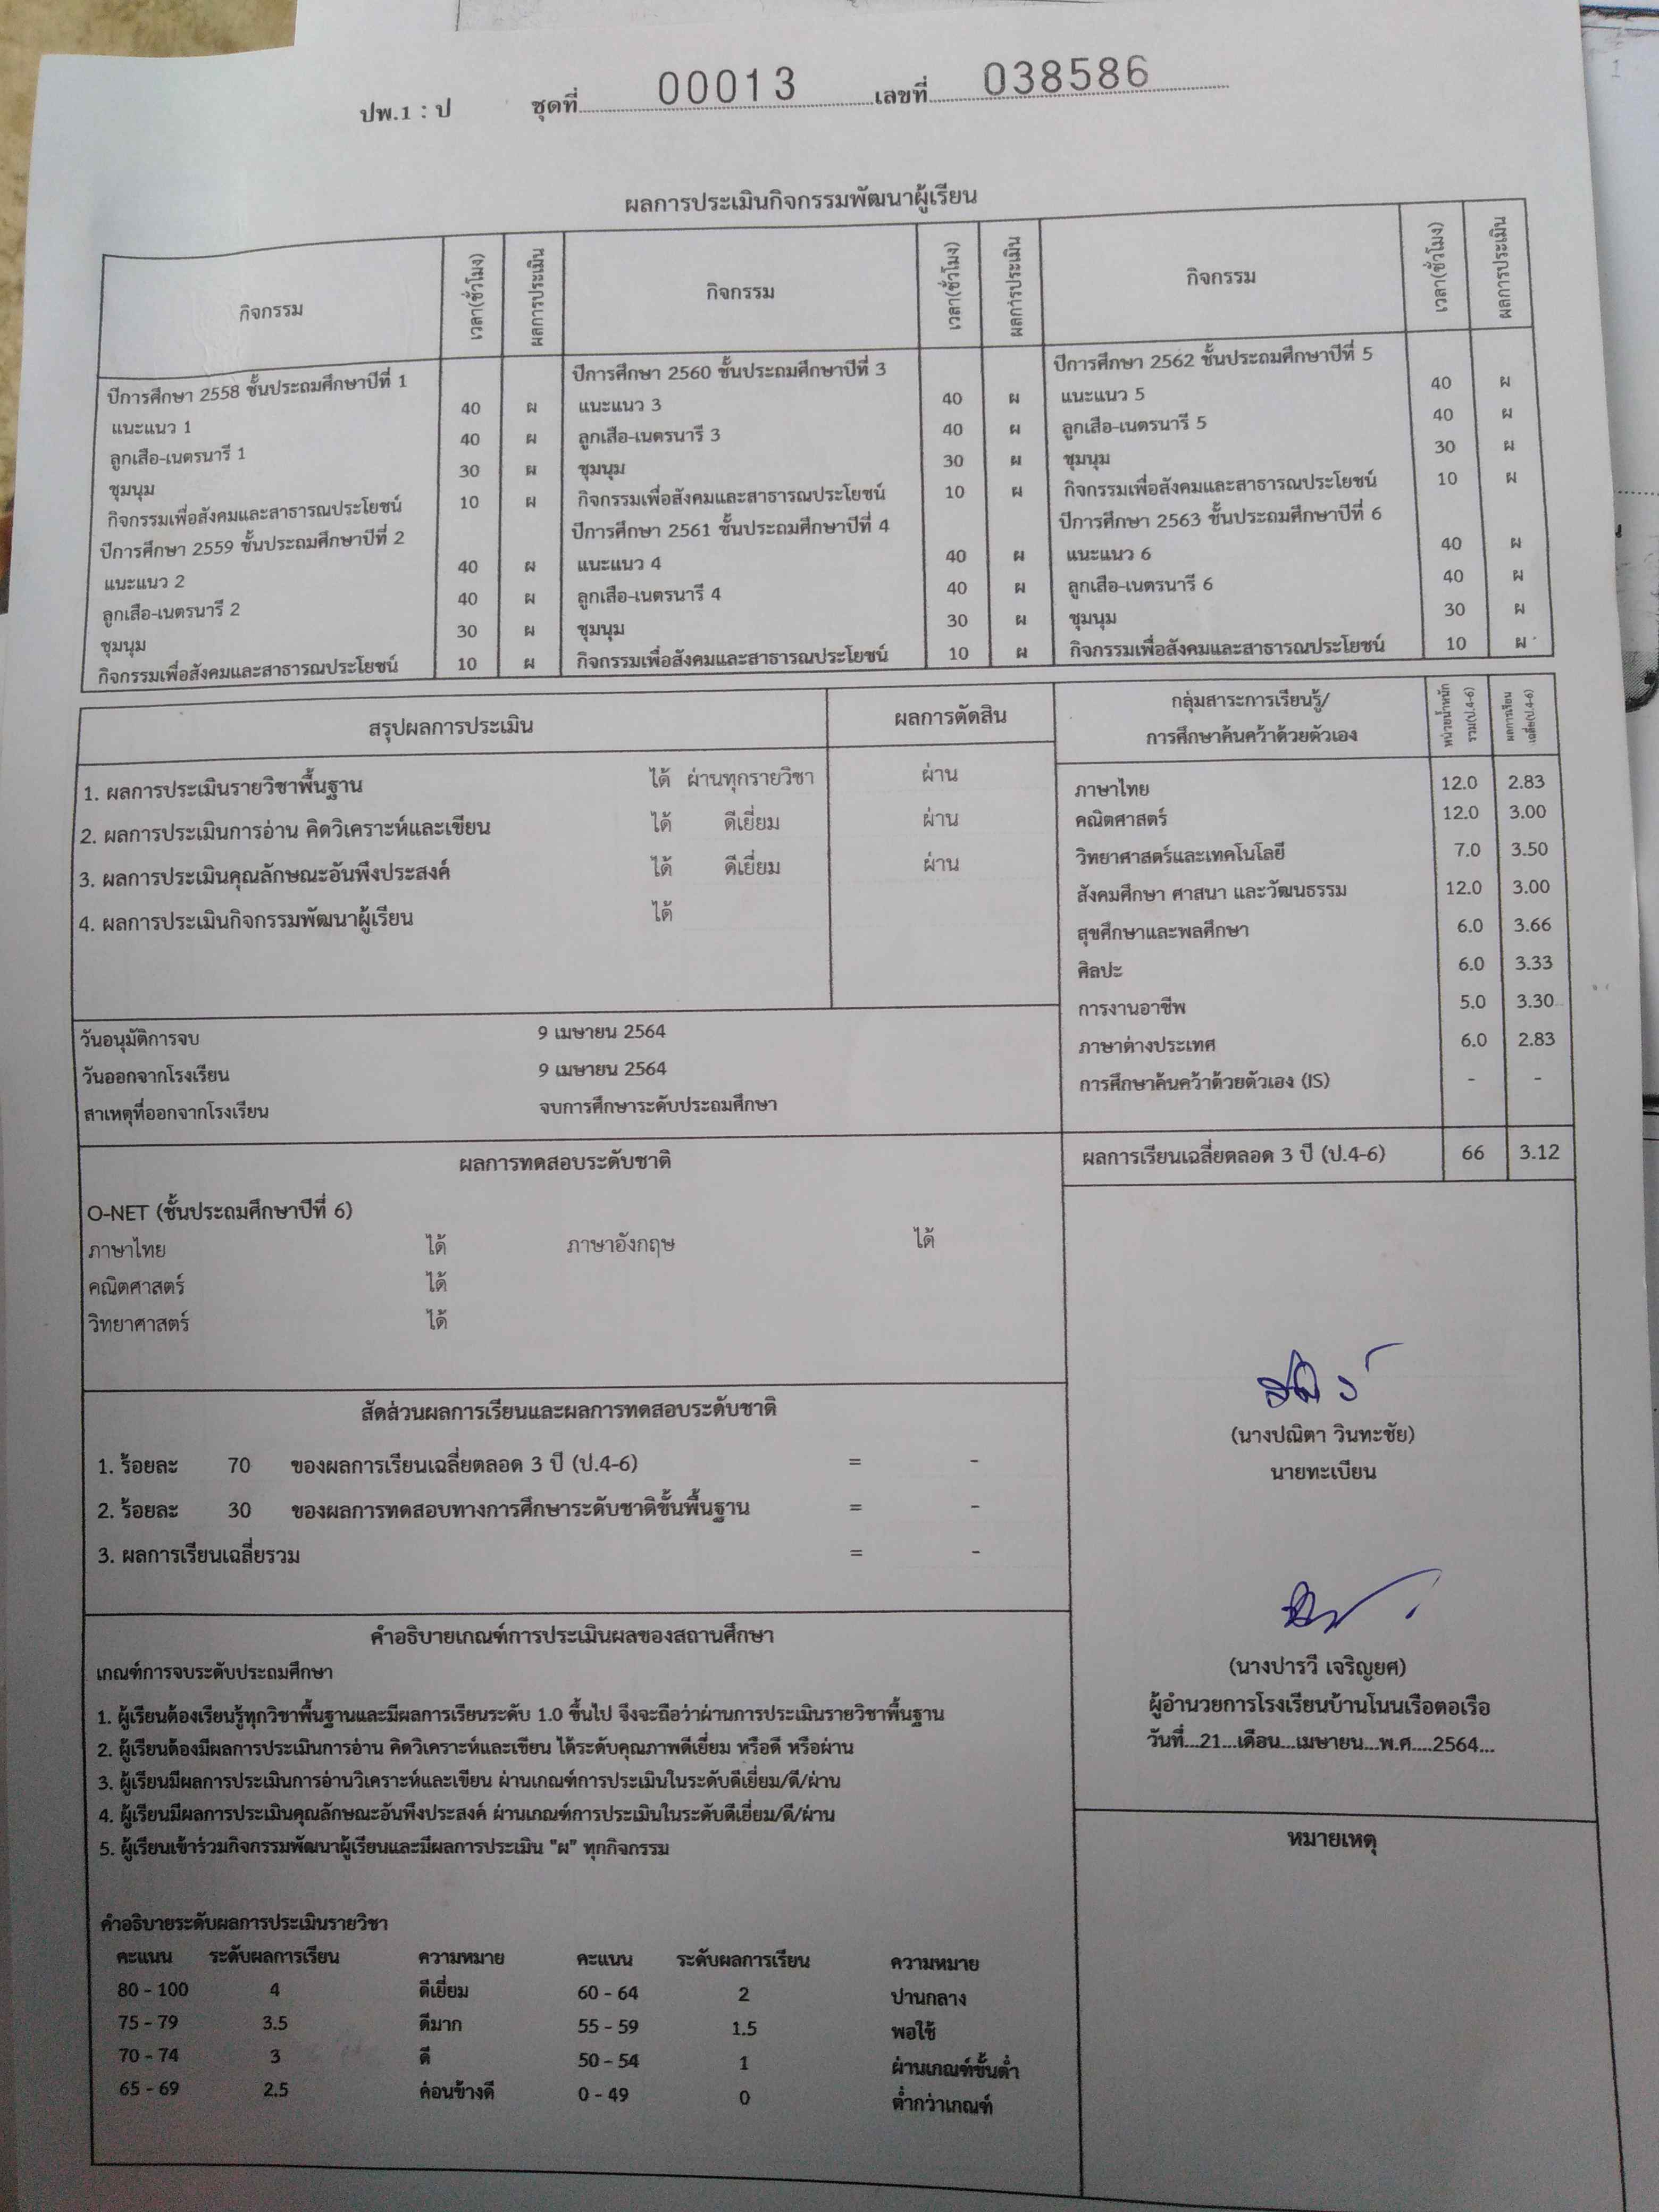 ปพ.1 : ป ชุดที่ 00013 เลขที่ 038586
ผลการประเมินกิจกรรมพัฒนาผู้เรียน
กิจกรรม เวลา(ชั่วโมง) ผลการประเมิน กิจกรรม เวลา(ชั่วโมง) ผลการประเมิน กิจกรรม เวลา(ชั่วโมง) ผลการประเมิน
ปีการศึกษา 2558 ชั้นประถมศึกษาปีที่ 1 ปีการศึกษา 2560 ชั้นประถมศึกษาปีที่ 3 ปีการศึกษา 2562 ชั้นประถมศึกษาปีที่ 5
แนะแนว 1 40 ผ แนะแนว 3 40 ผ แนะแนว 5 40 ผ
ลูกเสือ-เนตรนารี 1 40 ผ ลูกเสือ-เนตรนารี 3 40 ผ ลูกเสือ-เนตรนารี 5 40 ผ
ชุมนุม 30 ผ ชุมนุม 30 ผ ชุมนุม 30 ผ
กิจกรรมเพื่อสังคมและสาธารณประโยชน์ 10 ผ กิจกรรมเพื่อสังคมและสาธารณประโยชน์ 10 ผ กิจกรรมเพื่อสังคมและสาธารณประโยชน์ 10 ผ
ปีการศึกษา 2559 ชั้นประถมศึกษาปีที่ 2 ปีการศึกษา 2561 ชั้นประถมศึกษาปีที่ 4 ปีการศึกษา 2563 ชั้นประถมศึกษาปีที่ 6
แนะแนว 2 40 ผ แนะแนว 4 40 ผ แนะแนว 6 40 ผ
ลูกเสือ-เนตรนารี 2 40 ผ ลูกเสือ-เนตรนารี 4 40 ผ ลูกเสือ-เนตรนารี 6 40 ผ
ชุมนุม 30 ผ ชุมนุม 30 ผ ชุมนุม 30 ผ
กิจกรรมเพื่อสังคมและสาธารณประโยชน์ 10 ผ กิจกรรมเพื่อสังคมและสาธารณประโยชน์ 10 ผ กิจกรรมเพื่อสังคมและสาธารณประโยชน์ 10 ผ
สรุปผลการประเมิน ผลการตัดสิน
1. ผลการประเมินรายวิชาพื้นฐาน ได้ ผ่านทุกรายวิชา ผ่าน
2. ผลการประเมินการอ่าน คิดวิเคราะห์และเขียน ได้ ดีเยี่ยม ผ่าน
3. ผลการประเมินคุณลักษณะอันพึงประสงค์ ได้ ดีเยี่ยม ผ่าน
4. ผลการประเมินกิจกรรมพัฒนาผู้เรียน ได้
วันอนุมัติการจบ 9 เมษายน 2564
วันออกจากโรงเรียน 9 เมษายน 2564
สาเหตุที่ออกจากโรงเรียน จบการศึกษาระดับประถมศึกษา
กลุ่มสาระการเรียนรู้/
การศึกษาค้นคว้าด้วยตัวเอง
หน่วยน้ำหนัก
รวม(ป.4-6)
ผลการเรียน
เฉลี่ย(ป.4-6)
ภาษาไทย 12.0 2.83
คณิตศาสตร์ 12.0 3.00
วิทยาศาสตร์และเทคโนโลยี 7.0 3.50
สังคมศึกษา ศาสนา และวัฒนธรรม 12.0 3.00
สุขศึกษาและพลศึกษา 6.0 3.66
ศิลปะ 6.0 3.33
การงานอาชีพ 5.0 3.30
ภาษาต่างประเทศ 6.0 2.83
การศึกษาค้นคว้าด้วยตัวเอง (IS) - -
ผลการเรียนเฉลี่ยตลอด 3 ปี (ป.4-6) 66 3.12
ผลการทดสอบระดับชาติ
O-NET (ชั้นประถมศึกษาปีที่ 6)
ภาษาไทย ได้ ภาษาอังกฤษ ได้
คณิตศาสตร์ ได้
วิทยาศาสตร์ ได้
สัดส่วนผลการเรียนและผลการทดสอบระดับชาติ
1. ร้อยละ 70 ของผลการเรียนเฉลี่ยตลอด 3 ปี (ป.4-6) = -
2. ร้อยละ 30 ของผลการทดสอบทางการศึกษาระดับชาติขั้นพื้นฐาน = -
3. ผลการเรียนเฉลี่ยรวม = -
(นางปณิตา วินทะชัย)
นายทะเบียน
(นางปารวี เจริญยศ)
ผู้อำนวยการโรงเรียนบ้านโนนเรือตอเรือ
วันที่...21...เดือน...เมษายน...พ.ศ....2564...
หมายเหตุ
คำอธิบายเกณฑ์การประเมินผลของสถานศึกษา
เกณฑ์การจบระดับประถมศึกษา
1. ผู้เรียนต้องเรียนรู้ทุกวิชาพื้นฐานและมีผลการเรียนระดับ 1.0 ขึ้นไป จึงจะถือว่าผ่านการประเมินรายวิชาพื้นฐาน
2. ผู้เรียนต้องมีผลการประเมินการอ่าน คิดวิเคราะห์และเขียน ได้ระดับคุณภาพดีเยี่ยม หรือดี หรือผ่าน
3. ผู้เรียนมีผลการประเมินการอ่านวิเคราะห์และเขียน ผ่านเกณฑ์การประเมินในระดับดีเยี่ยม/ดี/ผ่าน
4. ผู้เรียนมีผลการประเมินคุณลักษณะอันพึงประสงค์ ผ่านเกณฑ์การประเมินในระดับดีเยี่ยม/ดี/ผ่าน
5. ผู้เรียนเข้าร่วมกิจกรรมพัฒนาผู้เรียนและมีผลการประเมิน "ผ" ทุกกิจกรรม
คำอธิบายระดับผลการประเมินรายวิชา
คะแนน ระดับผลการเรียน ความหมาย คะแนน ระดับผลการเรียน ความหมาย
80 - 100 4 ดีเยี่ยม 60 - 64 2 ปานกลาง
75 - 79 3.5 ดีมาก 55 - 59 1.5 พอใช้
70 - 74 3 ดี 50 - 54 1 ผ่านเกณฑ์ขั้นต่ำ
65 - 69 2.5 ค่อนข้างดี 0 - 49 0 ต่ำกว่าเกณฑ์